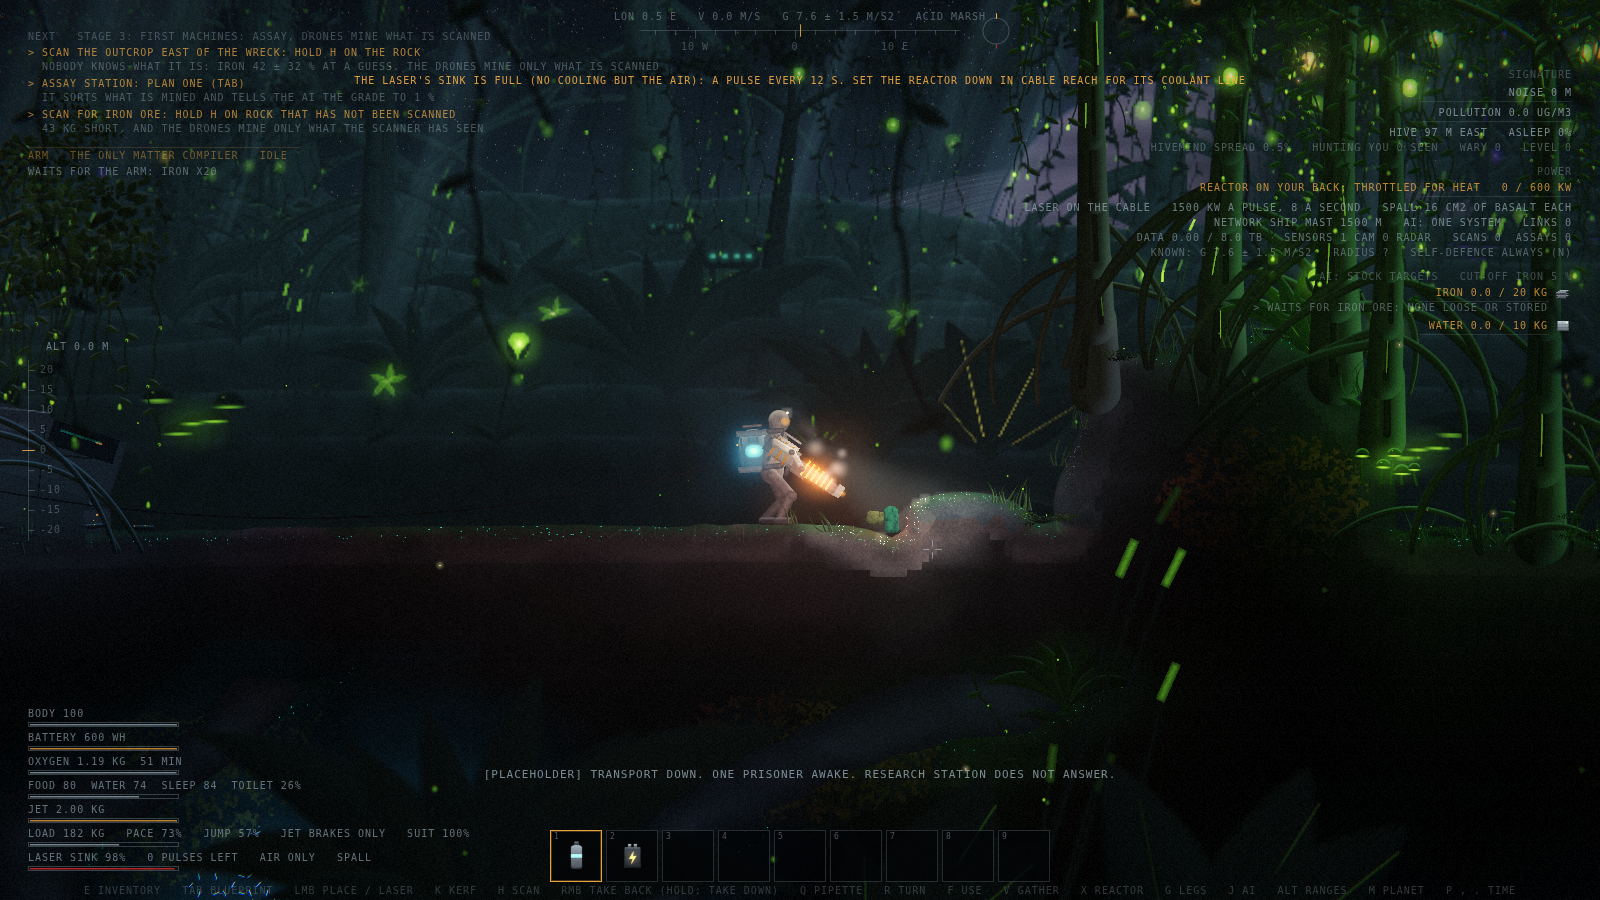 LON 0.5 E   V 0.0 M/S   G 7.6 ± 1.5 M/S2   ACID MARSH
10 W   0   10 E
NEXT   STAGE 3: FIRST MACHINES: ASSAY, DRONES MINE WHAT IS SCANNED
> SCAN THE OUTCROP EAST OF THE WRECK: HOLD H ON THE ROCK
NOBODY KNOWS WHAT IT IS: IRON 42 ± 32 % AT A GUESS. THE DRONES MINE ONLY WHAT IS SCANNED
> ASSAY STATION: PLAN ONE (TAB)
IT SORTS WHAT IS MINED AND TELLS THE AI THE GRADE TO 1 %
> SCAN FOR IRON ORE: HOLD H ON ROCK THAT HAS NOT BEEN SCANNED
43 KG SHORT, AND THE DRONES MINE ONLY WHAT THE SCANNER HAS SEEN
ARM   THE ONLY MATTER COMPILER   IDLE
WAITS FOR THE ARM: IRON X20
THE LASER'S SINK IS FULL (NO COOLING BUT THE AIR): A PULSE EVERY 12 S. SET THE REACTOR DOWN IN CABLE REACH FOR ITS COOLANT LINE
SIGNATURE
NOISE 0 M
POLLUTION 0.0 UG/M3
HIVE 97 M EAST   ASLEEP 0%
HIVEMIND SPREAD 0.5%   HUNTING YOU 0 SEEN   WARY 0   LEVEL 0
POWER
REACTOR ON YOUR BACK: THROTTLED FOR HEAT   0 / 600 KW
LASER ON THE CABLE   1500 KW A PULSE, 8 A SECOND   SPALL 16 CM2 OF BASALT EACH
NETWORK SHIP MAST 1500 M   AI: ONE SYSTEM   LINKS 0
DATA 0.00 / 8.0 TB   SENSORS 1 CAM 0 RADAR   SCANS 0   ASSAYS 0
KNOWN: G 7.6 ± 1.5 M/S2   RADIUS ?   SELF-DEFENCE ALWAYS (N)
AI: STOCK TARGETS   CUTOFF IRON 5 %
IRON 0.0 / 20 KG
> WAITS FOR IRON ORE: NONE LOOSE OR STORED
WATER 0.0 / 10 KG
ALT 0.0 M
20
15
10
5
0
-5
-10
-15
-20
[PLACEHOLDER] TRANSPORT DOWN. ONE PRISONER AWAKE. RESEARCH STATION DOES NOT ANSWER.
BODY 100
BATTERY 600 WH
OXYGEN 1.19 KG   51 MIN
FOOD 80   WATER 74   SLEEP 84   TOILET 26%
JET 2.00 KG
LOAD 182 KG   PACE 73%   JUMP 57%   JET BRAKES ONLY   SUIT 100%
LASER SINK 98%   0 PULSES LEFT   AIR ONLY   SPALL
1 2 3 4 5 6 7 8 9
E INVENTORY   TAB BLUEPRINT   LMB PLACE / LASER   K KERF   H SCAN   RMB TAKE BACK (HOLD: TAKE DOWN)   Q PIPETTE   R TURN   F USE   V GATHER   X REACTOR   G LEGS   J AI   ALT RANGES   M PLANET   P , . TIME